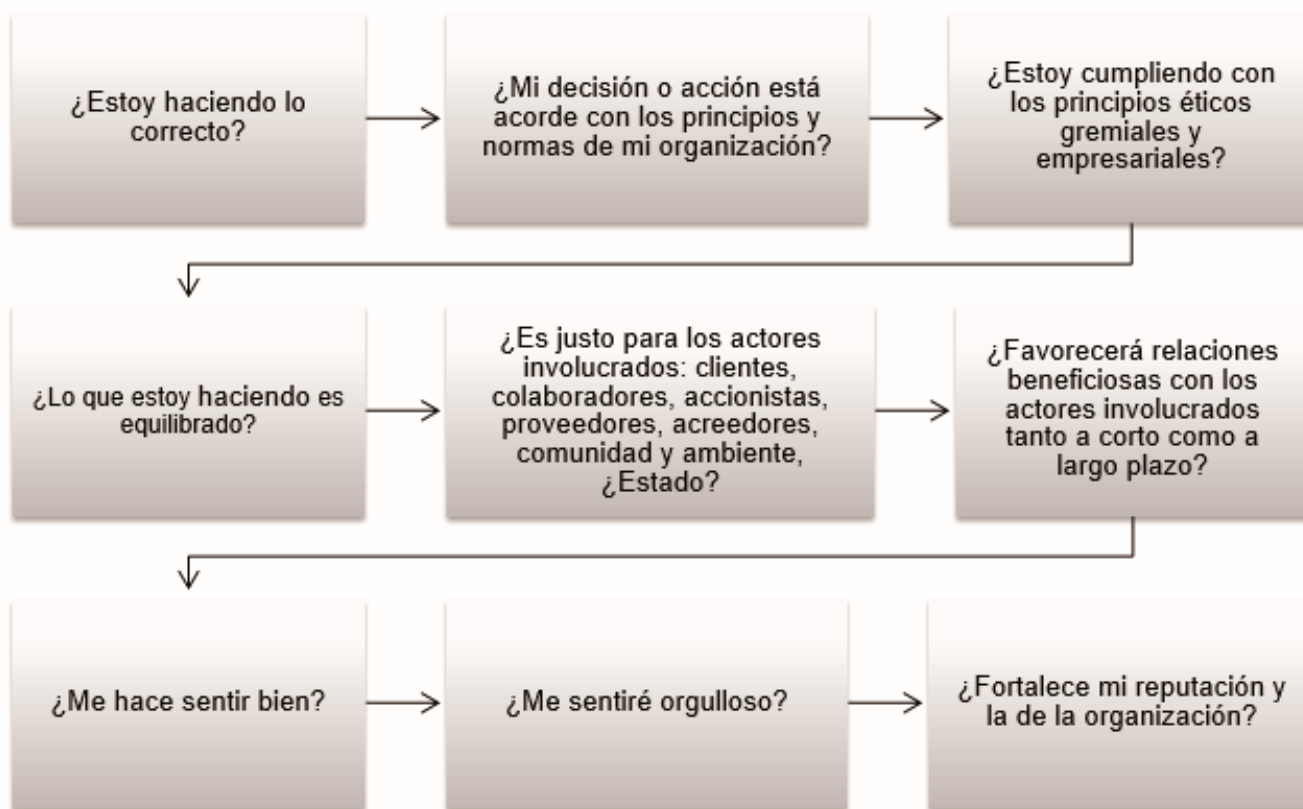 ¿Estoy haciendo lo
correcto?
¿Mi decisión o acción está
acorde con los principios y
normas de mi organización?
¿Estoy cumpliendo con
los principios éticos
gremiales y
empresariales?
¿Lo que estoy haciendo es
equilibrado?
¿Es justo para los actores
involucrados: clientes,
colaboradores, accionistas,
proveedores, acreedores,
comunidad y ambiente,
¿Estado?
¿Favorecerá relaciones
beneficiosas con los
actores involucrados
tanto a corto como a
largo plazo?
¿Me hace sentir bien?
¿Me sentiré orgulloso?
¿Fortalece mi reputación y
la de la organización?